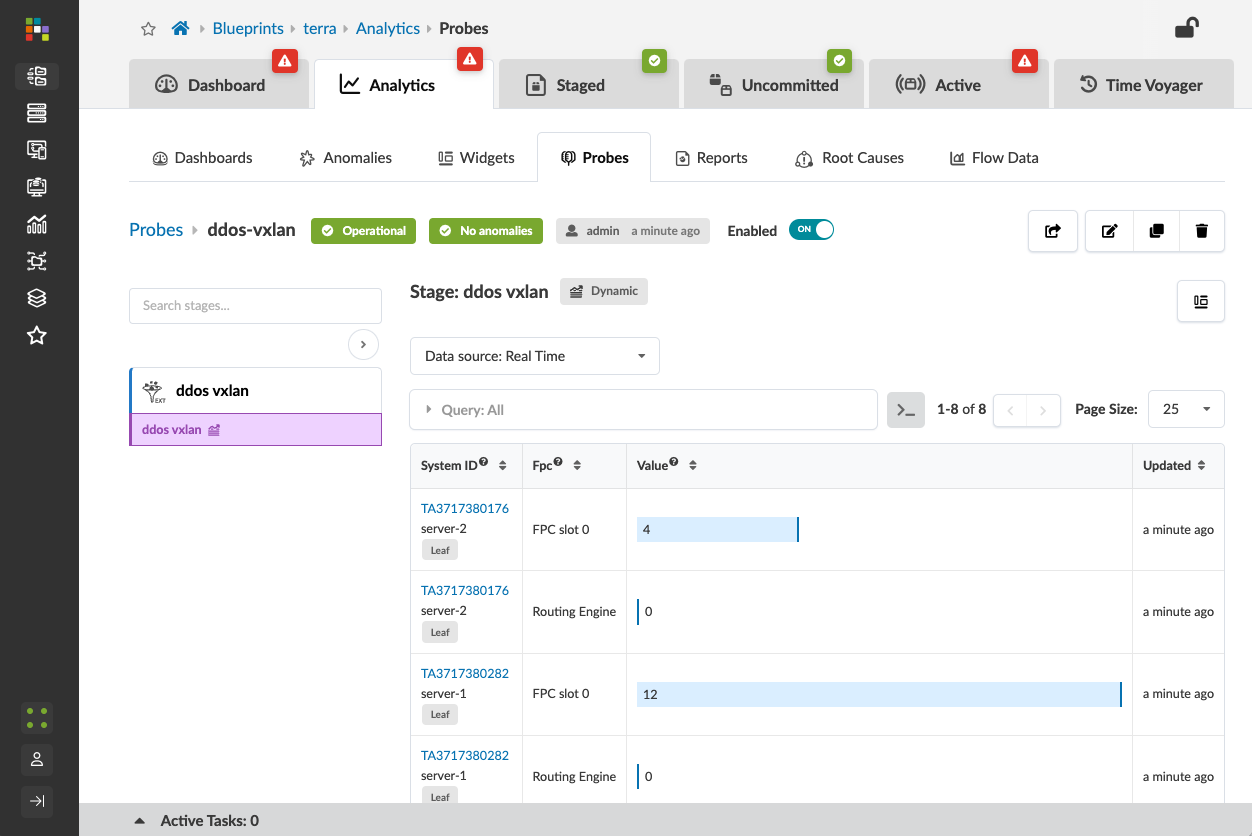 Blueprints terra Analytics Probes
Dashboard Analytics Staged Uncommitted Active Time Voyager
Dashboards Anomalies Widgets Probes Reports Root Causes Flow Data
Probes ddos-vxlan Operational No anomalies admin a minute ago Enabled ON
Search stages...
ddos vxlan
EXT
ddos vxlan
Stage: ddos vxlan Dynamic
Data source: Real Time
Query: All 1-8 of 8 Page Size: 25
System ID Fpc Value Updated
TA3717380176
server-2 FPC slot 0 4 a minute ago
Leaf
TA3717380176
server-2 Routing Engine 0 a minute ago
Leaf
TA3717380282
server-1 FPC slot 0 12 a minute ago
Leaf
TA3717380282
server-1 Routing Engine 0 a minute ago
Leaf
Active Tasks: 0